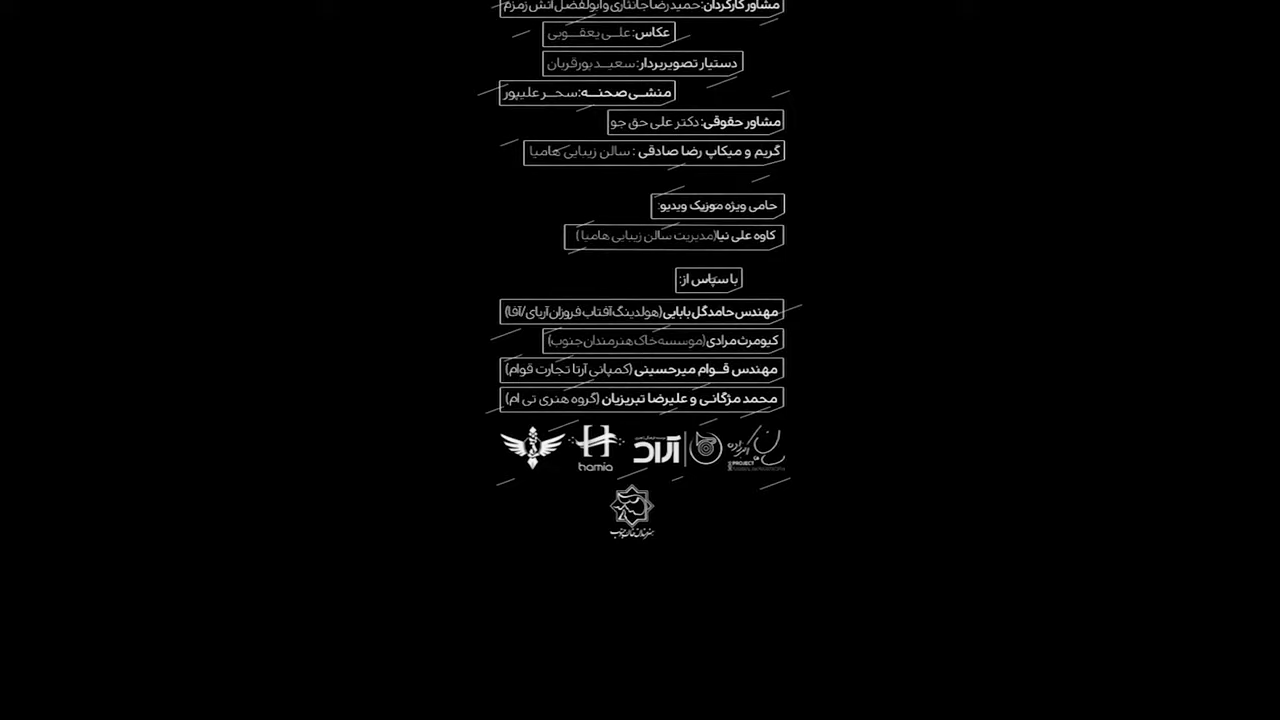 مشاور کارگردان: حمیدرضا جانثاری و ابولفضل آتش زمزم
عکاس: علی یعقوبی
دستیار تصویربردار: سعید پورقربان
منشی صحنه: سحر علیپور
مشاور حقوقی: دکتر علی حق جو
گریم و میکاپ رضا صادقی : سالن زیبایی هامیا
حامی ویژه موزیک ویدیو:
کاوه علی نیا(مدیریت سالن زیبایی هامیا)
با سپاس از:
مهندس حامد گل بابایی (هولدینگ آفتاب فروزان آریای/آفا)
کیومرث مرادی (موسسه خاک هنرمندان جنوب)
مهندس قوام میرحسینی (کمپانی آرتا تجارت قوام)
محمد مژگانی و علیرضا تبریزیان (گروه هنری تی ام)
hamia
آراد
PROJECT